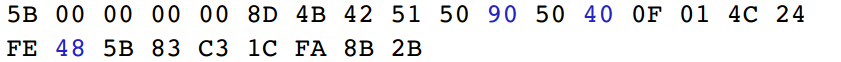 5B 00 00 00 00 8D 4B 42 51 50 90 50 40 0F 01 4C 24
FE 48 5B 83 C3 1C FA 8B 2B